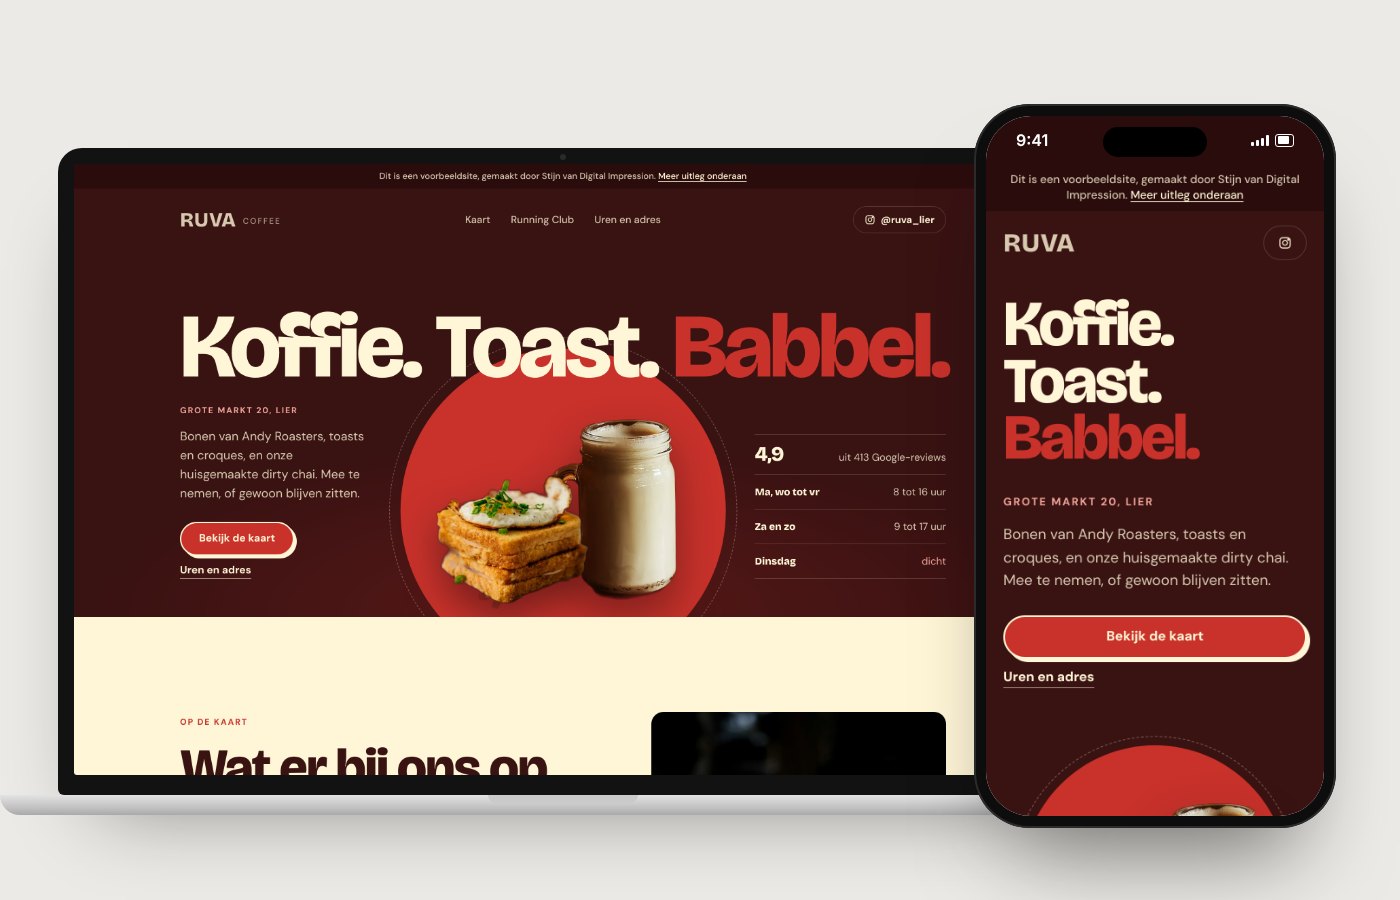 Dit is een voorbeeldsite, gemaakt door Stijn van Digital Impression. Meer uitleg onderaan
RUVA COFFEE
Kaart Running Club Uren en adres
@ruva_lier
Koffie. Toast. Babbel.
GROTE MARKT 20, LIER
Bonen van Andy Roasters, toasts
en croques, en onze
huisgemaakte dirty chai. Mee te
nemen, of gewoon blijven zitten.
Bekijk de kaart
Uren en adres
4,9 uit 413 Google-reviews
Ma, wo tot vr 8 tot 16 uur
Za en zo 9 tot 17 uur
Dinsdag dicht
OP DE KAART
Wat er bij ons op
9:41
Dit is een voorbeeldsite, gemaakt door Stijn van Digital
Impression. Meer uitleg onderaan
RUVA
Koffie.
Toast.
Babbel.
GROTE MARKT 20, LIER
Bonen van Andy Roasters, toasts en
croques, en onze huisgemaakte dirty chai.
Mee te nemen, of gewoon blijven zitten.
Bekijk de kaart
Uren en adres